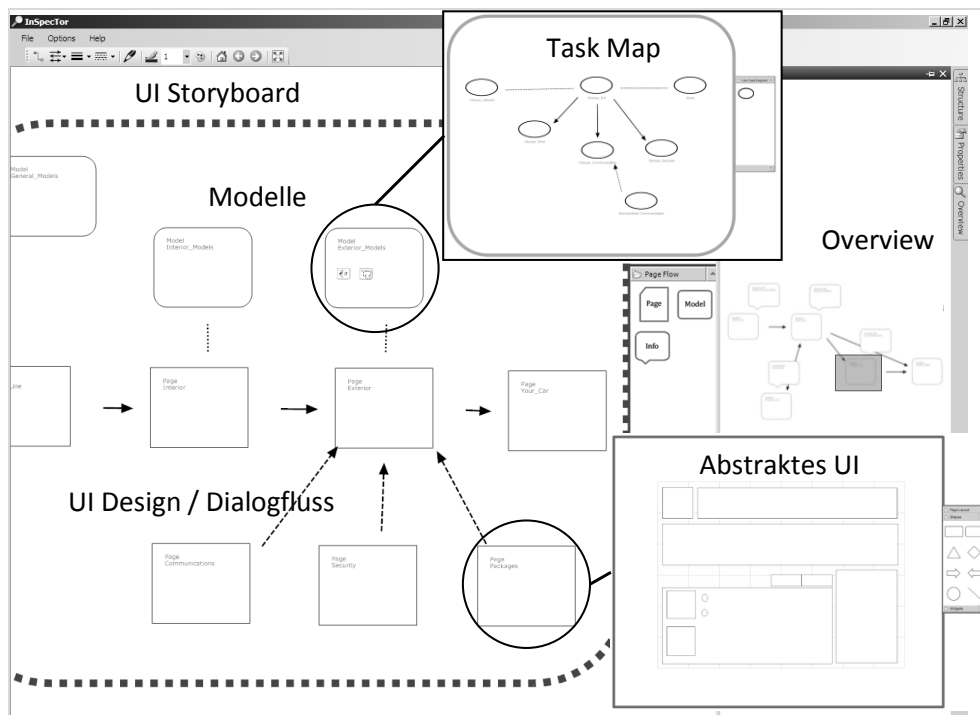 InSpecTor
File Options Help
1
UI Storyboard
Task Map
Overview
Modelle
Model
General_Models
Model
Interior_Models
Model
Exterior_Models
Structure
Properties
Overview
Page Flow
Page
Model
Info
Line
Page
Interior
Page
Exterior
Page
Your_Car
UI Design / Dialogfluss
Page
Communications
Page
Security
Page
Packages
Abstraktes UI